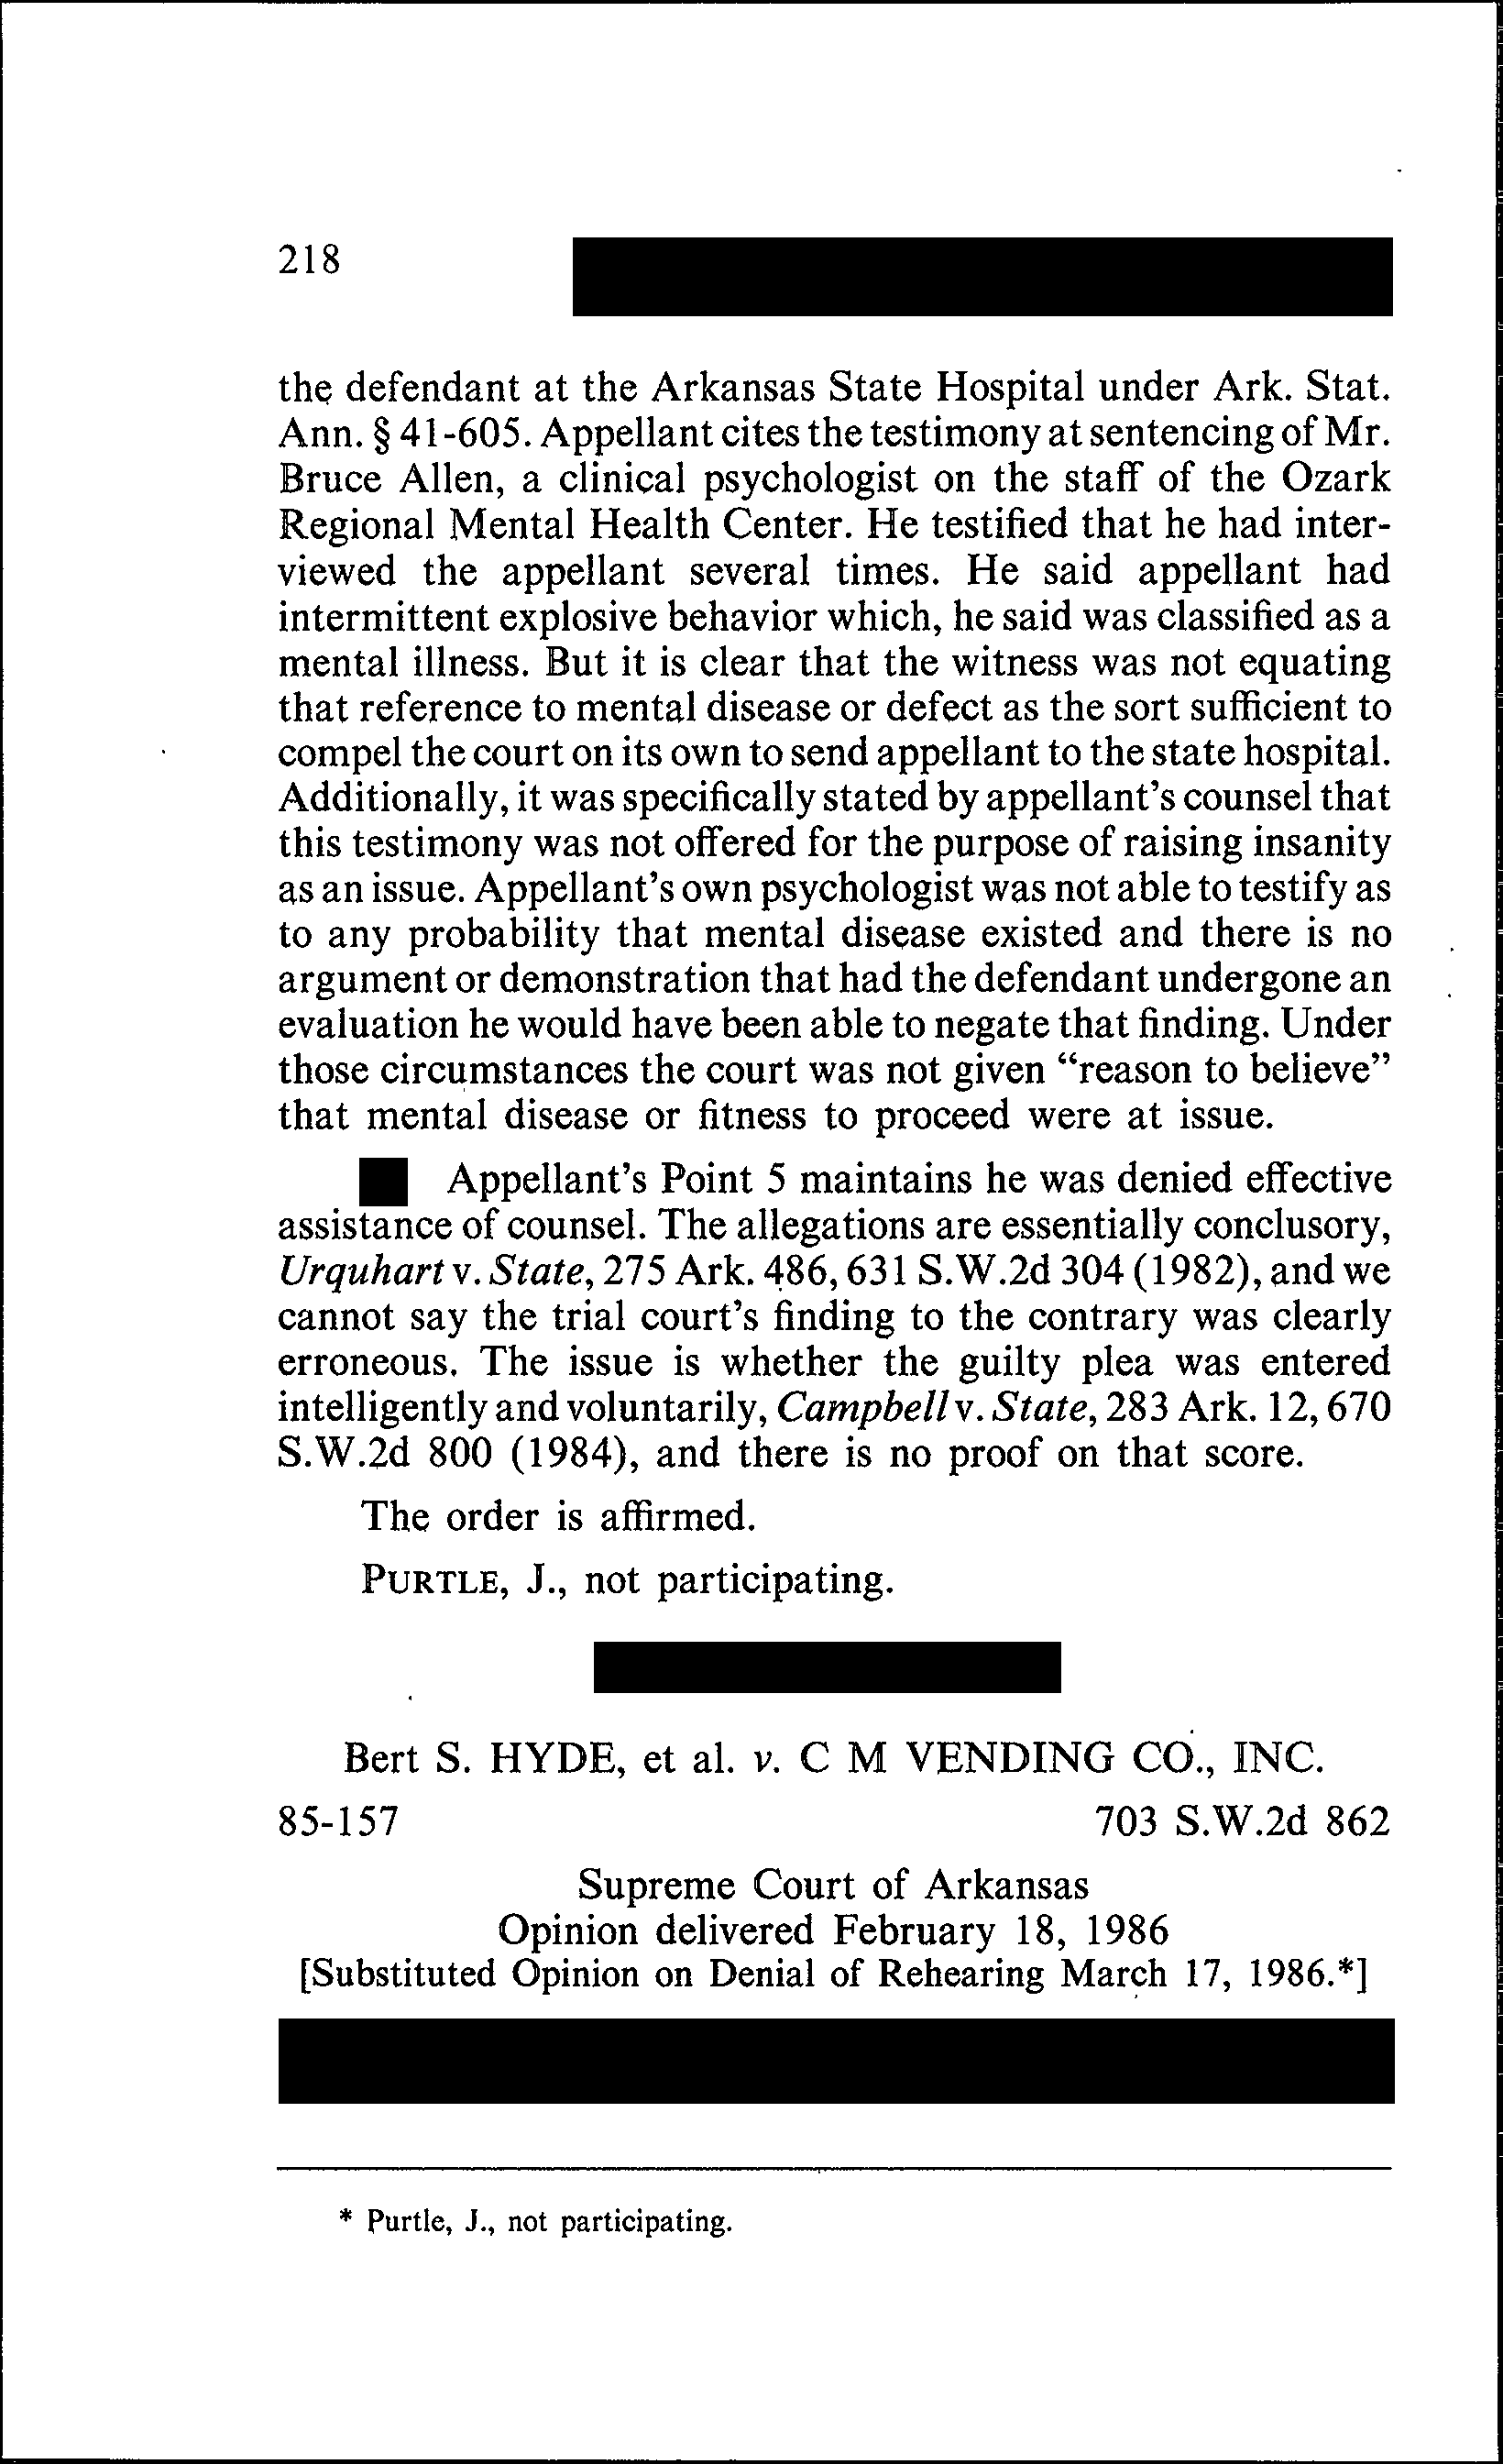 218
the defendant at the Arkansas State Hospital under Ark. Stat.
Ann. § 41-605. Appellant cites the testimony at sentencing of Mr.
Bruce Allen, a clinical psychologist on the staff of the Ozark
Regional Mental Health Center. He testified that he had inter-
viewed the appellant several times. He said appellant had
intermittent explosive behavior which, he said was classified as a
mental illness. But it is clear that the witness was not equating
that reference to mental disease or defect as the sort sufficient to
compel the court on its own to send appellant to the state hospital.
Additionally, it was specifically stated by appellant's counsel that
this testimony was not offered for the purpose of raising insanity
as an issue. Appellant's own psychologist was not able to testify as
to any probability that mental disease existed and there is no
argument or demonstration that had the defendant undergone an
evaluation he would have been able to negate that finding. Under
those circumstances the court was not given “reason to believe”
that mental disease or fitness to proceed were at issue.
Appellant's Point 5 maintains he was denied effective
assistance of counsel. The allegations are essentially conclusory,
Urquhart v. State, 275 Ark. 486, 631 S.W.2d 304 (1982), and we
cannot say the trial court's finding to the contrary was clearly
erroneous. The issue is whether the guilty plea was entered
intelligently and voluntarily, Campbell v. State, 283 Ark. 12, 670
S.W.2d 800 (1984), and there is no proof on that score.
The order is affirmed.
PURTLE, J., not participating.
Bert S. HYDE, et al. v. C M VENDING CO., INC.
85-157 703 S.W.2d 862
Supreme Court of Arkansas
Opinion delivered February 18, 1986
[Substituted Opinion on Denial of Rehearing March 17, 1986.*]
* Purtle, J., not participating.